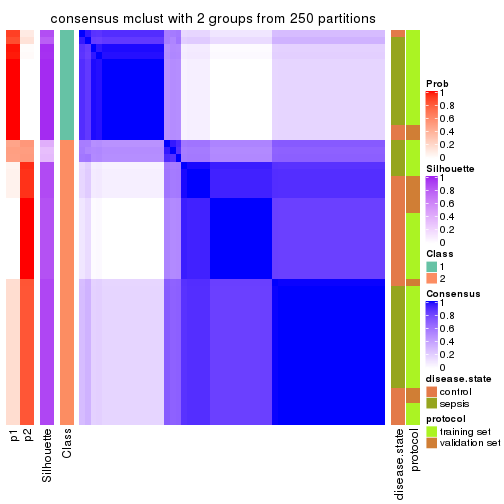 consensus mclust with 2 groups from 250 partitions
Prob
1
0.8
0.6
0.4
0.2
0
Silhouette
1
0.8
0.6
0.4
0.2
0
Class
1
2
Consensus
1
0.8
0.6
0.4
0.2
0
disease.state
control
sepsis
protocol
training set
validation set
p1
p2
Silhouette
Class
disease.state
protocol